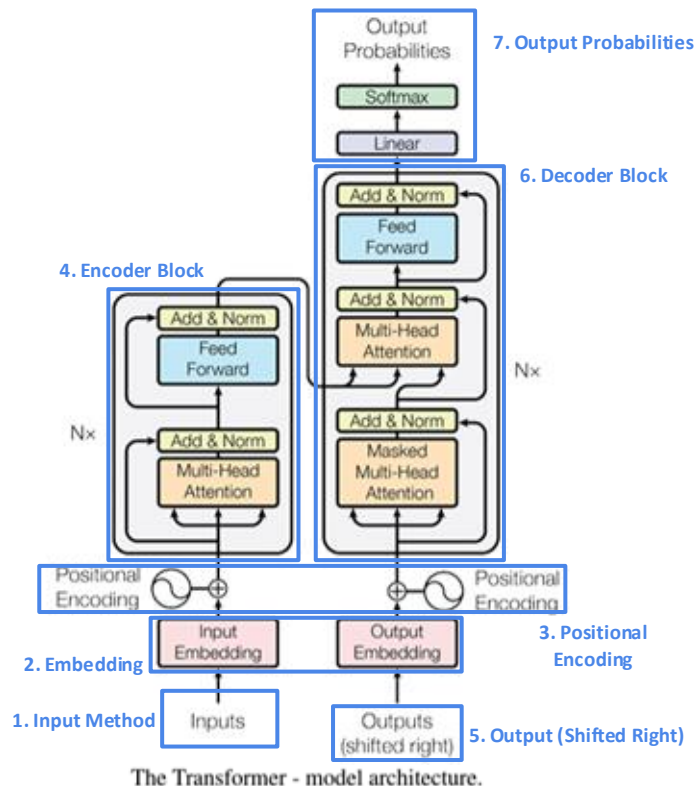 Output
Probabilities
7. Output Probabilities
Softmax
Linear
6. Decoder Block
Add & Norm
Feed
Forward
4. Encoder Block
Add & Norm
Add & Norm
Multi-Head
Attention
Feed
Forward
Nx
Nx
Add & Norm
Add & Norm
Multi-Head
Attention
Masked
Multi-Head
Attention
Positional
Encoding
Positional
Encoding
Input
Embedding
Output
Embedding
3. Positional
Encoding
2. Embedding
1. Input Method
Inputs
Outputs
(shifted right)
5. Output (Shifted Right)
The Transformer - model architecture.